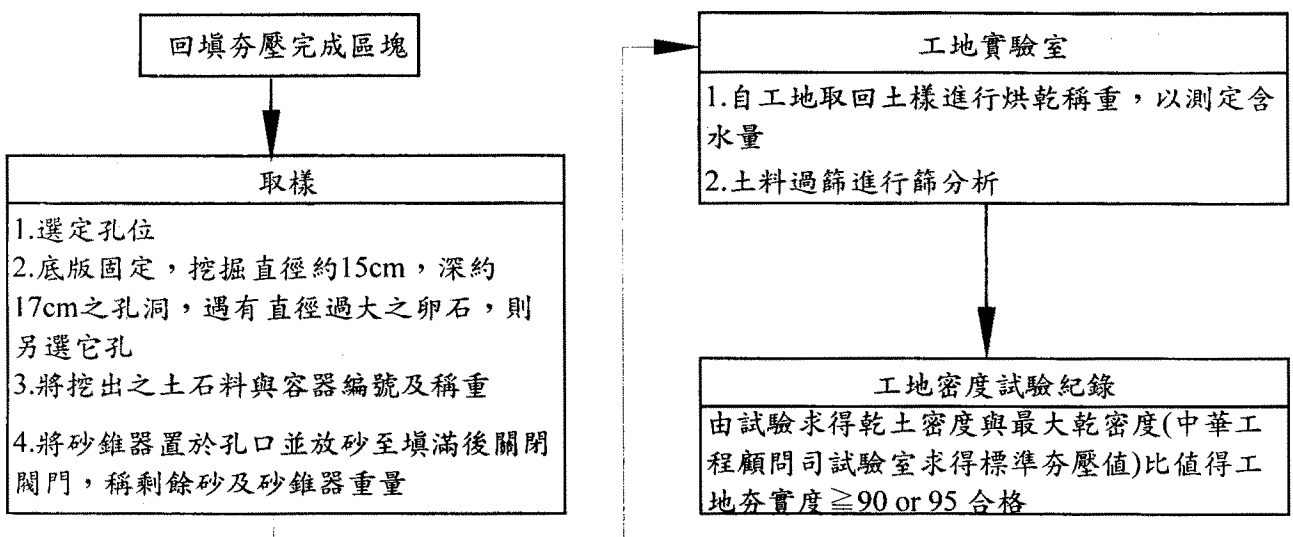 回填夯壓完成區塊
取樣
1.選定孔位
2.底版固定，挖掘直徑約15cm，深約
17cm之孔洞，遇有直徑過大之卵石，則
另選它孔
3.將挖出之土石料與容器編號及稱重
4.將砂錐器置於孔口並放砂至填滿後關閉
閥門，稱剩餘砂及砂錐器重量
工地實驗室
1.自工地取回土樣進行烘乾稱重，以測定含
水量
2.土料過篩進行篩分析
工地密度試驗紀錄
由試驗求得乾土密度與最大乾密度(中華工
程顧問司試驗室求得標準夯壓值)比值得工
地夯實度≧90 or 95 合格